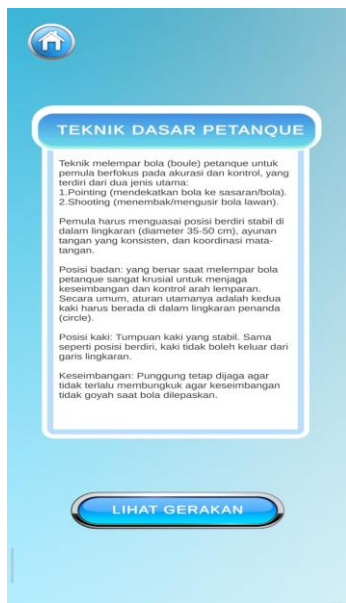 TEKNIK DASAR PETANQUE
Teknik melempar bola (boule) petanque untuk
pemula berfokus pada akurasi dan kontrol, yang
terdiri dari dua jenis utama:
1.Pointing (mendekatkan bola ke sasaran/bola).
2.Shooting (menembak/mengusir bola lawan).
Pemula harus menguasai posisi berdiri stabil di
dalam lingkaran (diameter 35-50 cm), ayunan
tangan yang konsisten, dan koordinasi mata-
tangan.
Posisi badan: yang benar saat melempar bola
petanque sangat krusial untuk menjaga
keseimbangan dan kontrol arah lemparan.
Secara umum, aturan utamanya adalah kedua
kaki harus berada di dalam lingkaran penanda
(circle).
Posisi kaki: Tumpuan kaki yang stabil. Sama
seperti posisi berdiri, kaki tidak boleh keluar dari
garis lingkaran.
Keseimbangan: Punggung tetap dijaga agar
tidak terlalu membungkuk agar keseimbangan
tidak goyah saat bola dilepaskan.
LIHAT GERAKAN